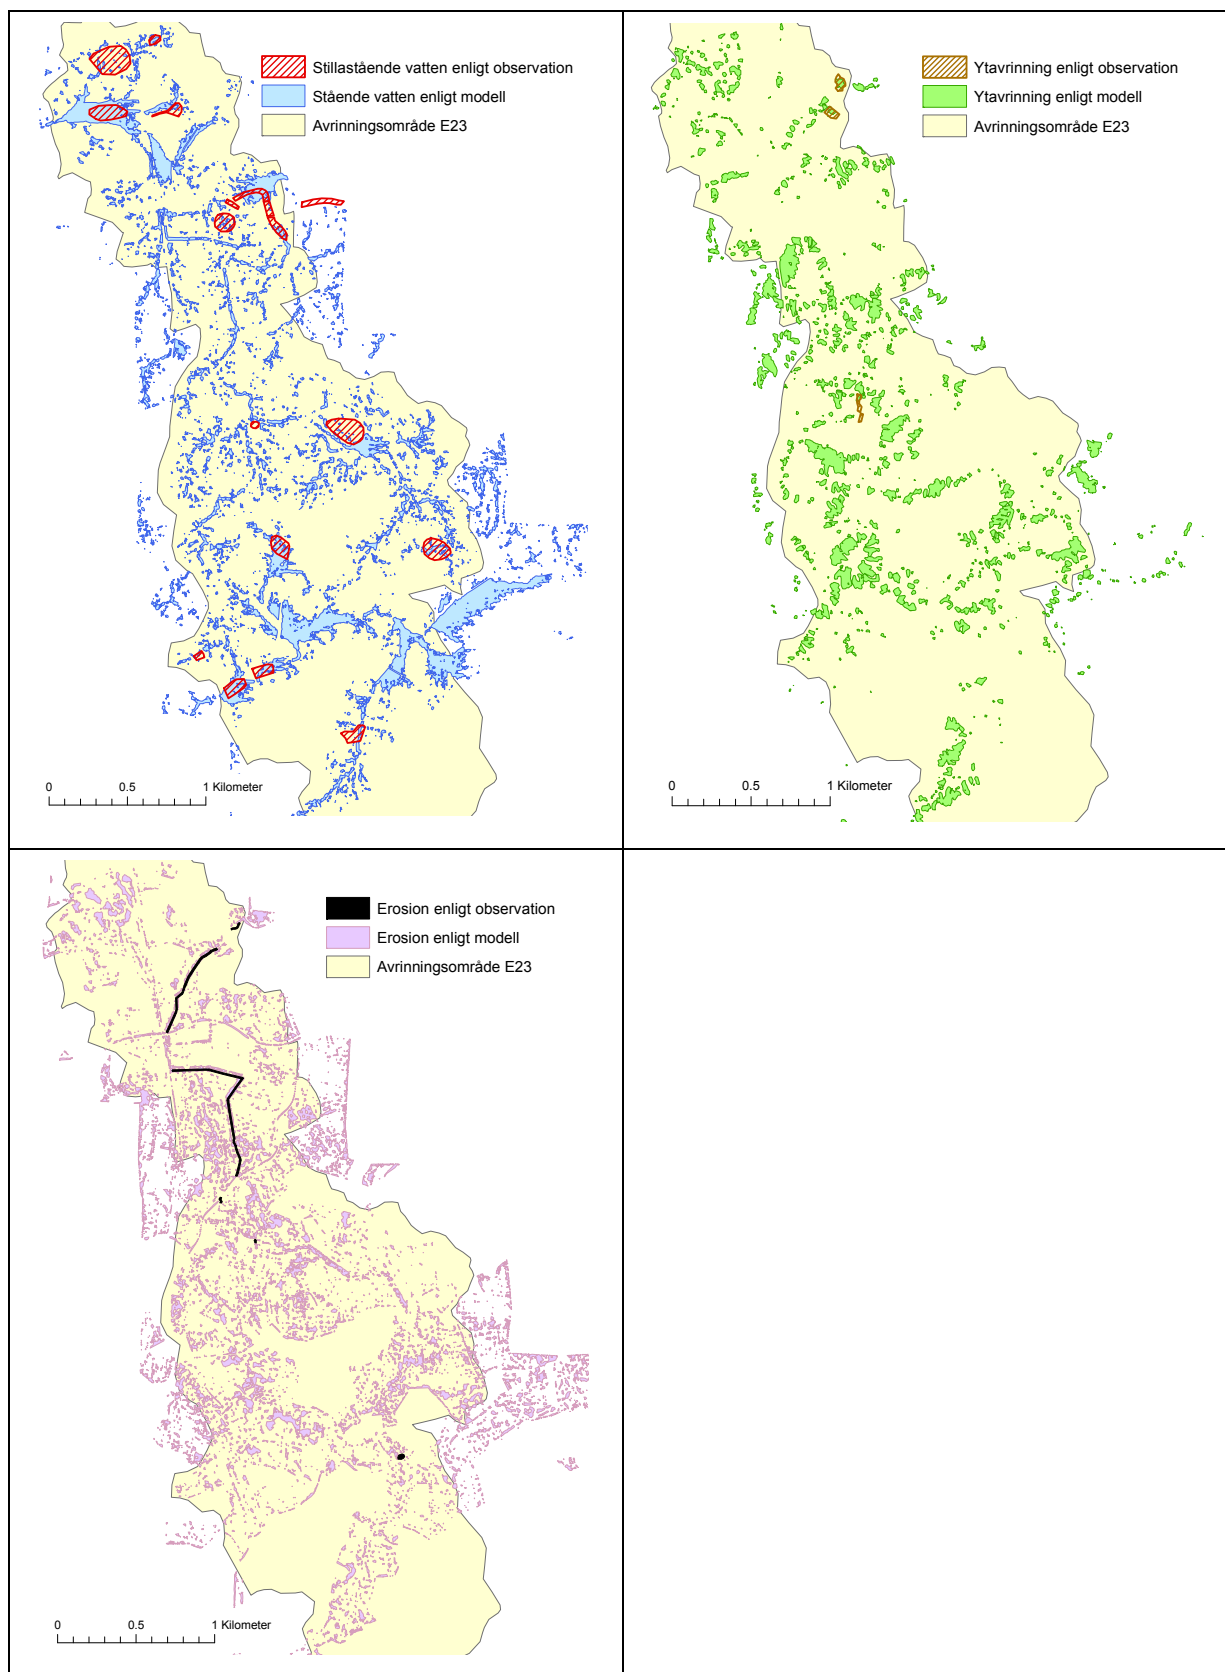 Stillastående vatten enligt observation
Stående vatten enligt modell
Avrinningsområde E23
0 0.5 1 Kilometer
Ytavrinning enligt observation
Ytavrinning enligt modell
Avrinningsområde E23
0 0.5 1 Kilometer
Erosion enligt observation
Erosion enligt modell
Avrinningsområde E23
0 0.5 1 Kilometer